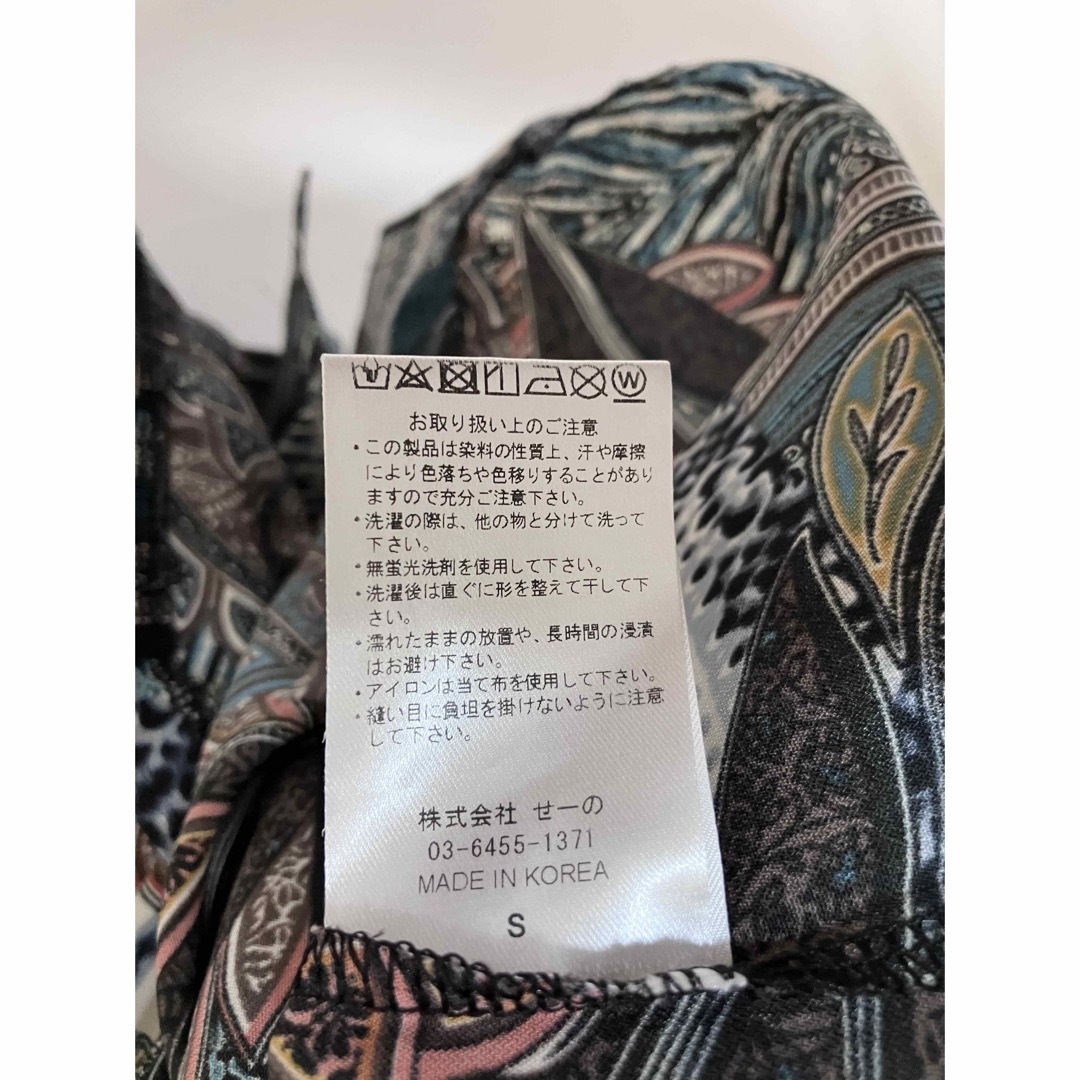 お取り扱い上のご注意
・この製品は染料の性質上、汗や摩擦
により色落ちや色移りすることがあり
ますので充分ご注意下さい。
・洗濯の際は、他の物と分けて洗って
下さい。
・無蛍光洗剤を使用して下さい。
・洗濯後は直ぐに形を整えて干して下
さい。
・濡れたままの放置や、長時間の浸漬
はお避け下さい。
・アイロンは当て布を使用して下さい。
・縫い目に負担を掛けないように注意
して下さい。
株式会社 せーの
03-6455-1371
MADE IN KOREA
S